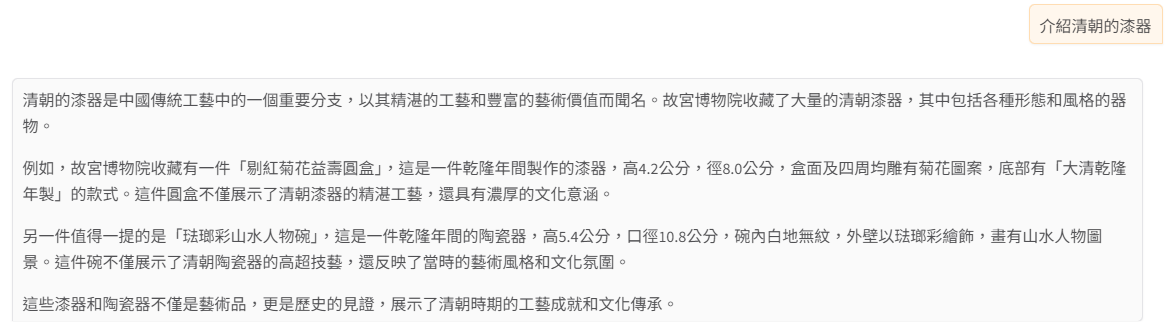 介紹清朝的漆器
清朝的漆器是中國傳統工藝中的一個重要分支，以其精湛的工藝和豐富的藝術價值而聞名。故宮博物院收藏了大量的清朝漆器，其中包括各種形態和風格的器
物。
例如，故宮博物院收藏有一件「剔紅菊花益壽圓盒」，這是一件乾隆年間製作的漆器，高4.2公分，徑8.0公分，盒面及四周均雕有菊花圖案，底部有「大清乾隆
年製」的款式。這件圓盒不僅展示了清朝漆器的精湛工藝，還具有濃厚的文化意涵。
另一件值得一提的是「琺瑯彩山水人物碗」，這是一件乾隆年間的陶瓷器，高5.4公分，口徑10.8公分，碗內白地無紋，外壁以琺瑯彩繪飾，畫有山水人物圖
景。這件碗不僅展示了清朝陶瓷器的高超技藝，還反映了當時的藝術風格和文化氛圍。
這些漆器和陶瓷器不僅是藝術品，更是歷史的見證，展示了清朝時期的工藝成就和文化傳承。